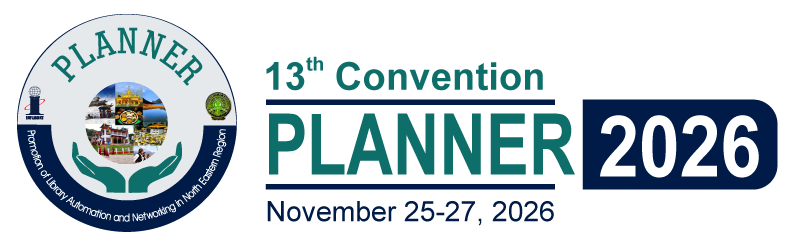 PLANNER
INFLIBNET
Promotion of Library Automation and Networking in North Eastern Region
13th Convention
PLANNER 2026
November 25-27, 2026